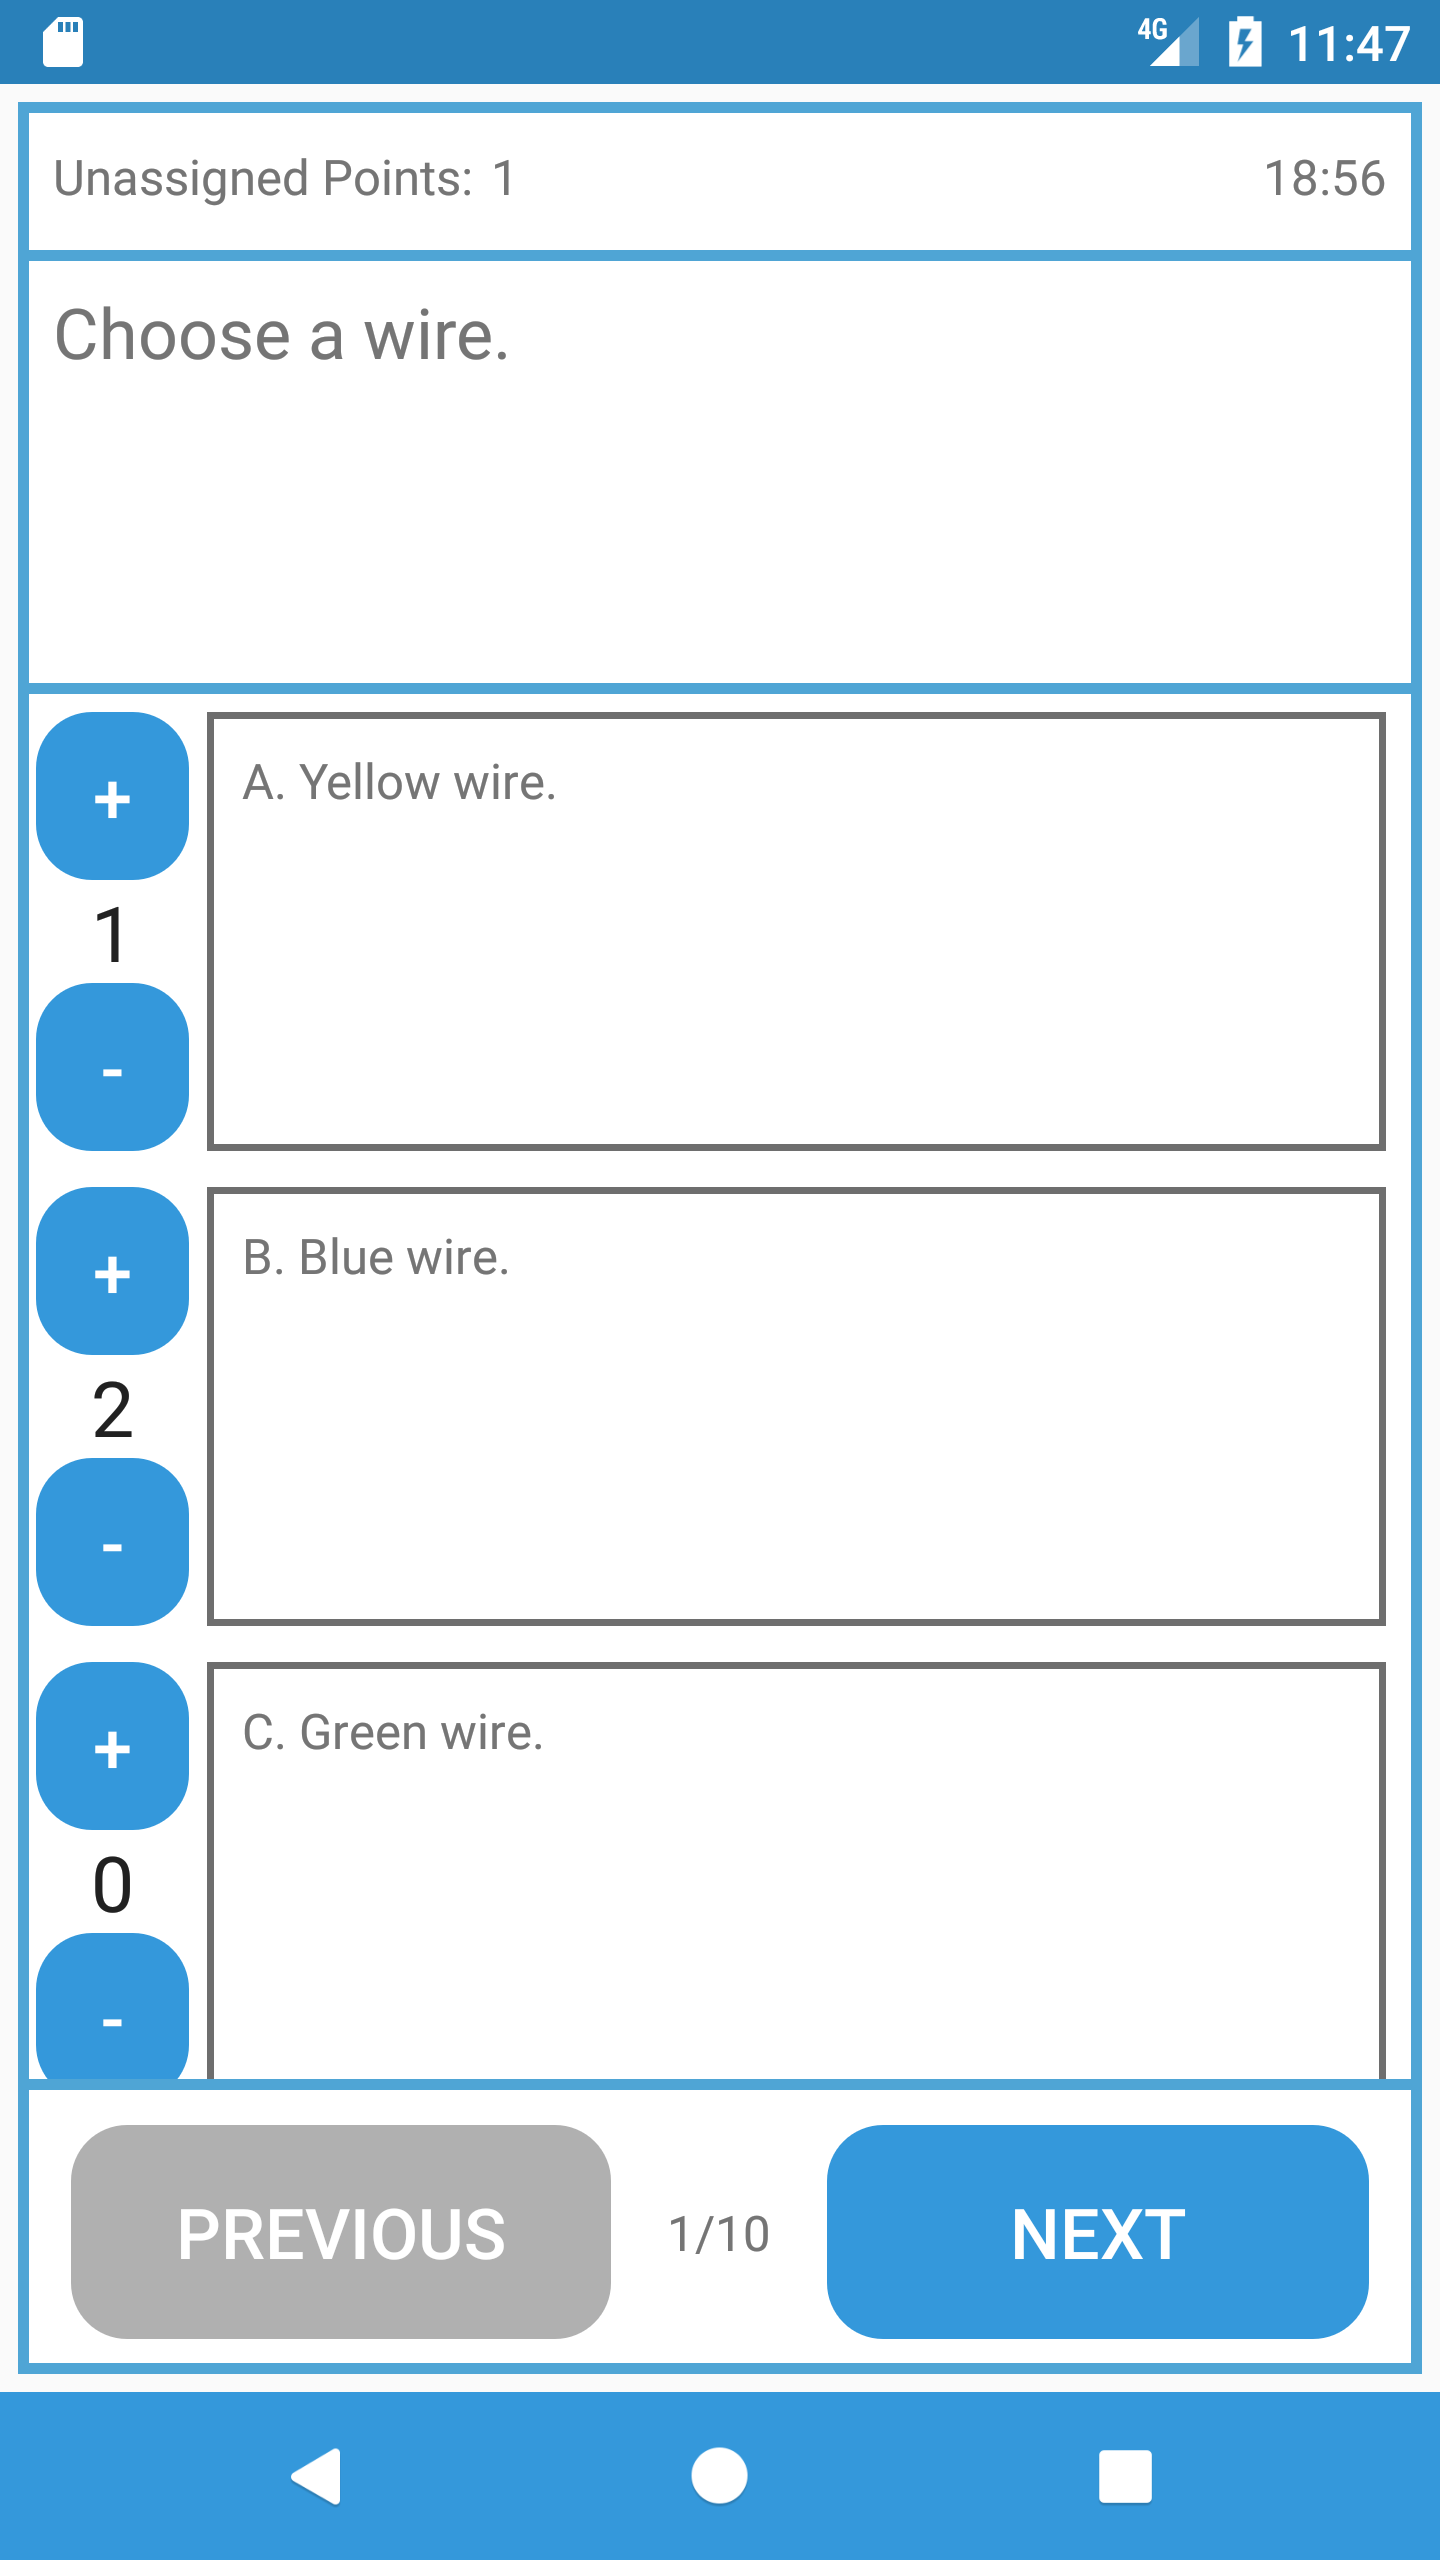 4G 11:47
Unassigned Points: 1 18:56
Choose a wire.
+
A. Yellow wire.
1
-
+
B. Blue wire.
2
-
+
C. Green wire.
0
-
PREVIOUS 1/10 NEXT